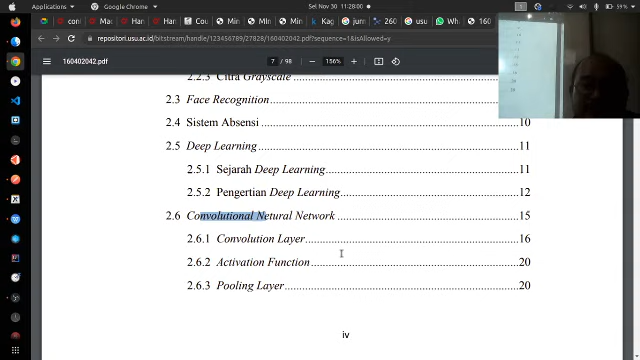 Activities
Google Chrome
Sel Nov 30 11:28:00
repositori.usu.ac.id/bitstream/handle/123456789/27828/160402042.pdf?sequence=1&isAllowed=y
160402042.pdf
7 / 98
156%
2.2.3 Citra Grayscale
2.3 Face Recognition
2.4 Sistem Absensi 10
2.5 Deep Learning 11
2.5.1 Sejarah Deep Learning 11
2.5.2 Pengertian Deep Learning 12
2.6 Convolutional Netural Network 15
2.6.1 Convolution Layer 16
2.6.2 Activation Function 20
2.6.3 Pooling Layer 20
iv